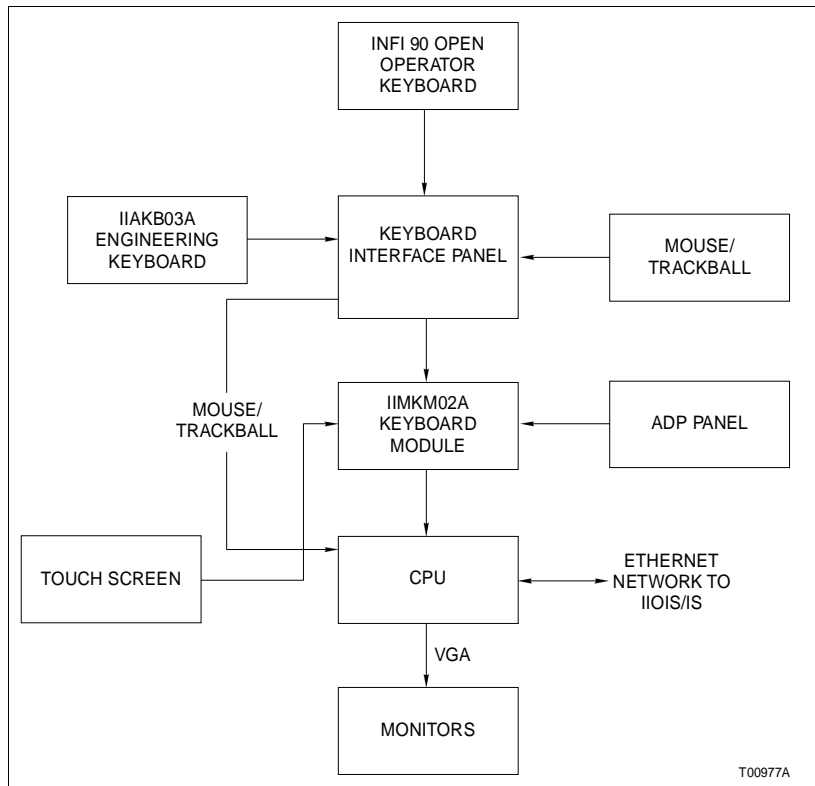 INFI 90 OPEN
OPERATOR
KEYBOARD
IIAKB03A
ENGINEERING
KEYBOARD
KEYBOARD
INTERFACE PANEL
MOUSE/
TRACKBALL
MOUSE/
TRACKBALL
IIMKM02A
KEYBOARD
MODULE
ADP PANEL
TOUCH SCREEN
CPU
ETHERNET
NETWORK TO
IIOIS/IS
VGA
MONITORS
T00977A